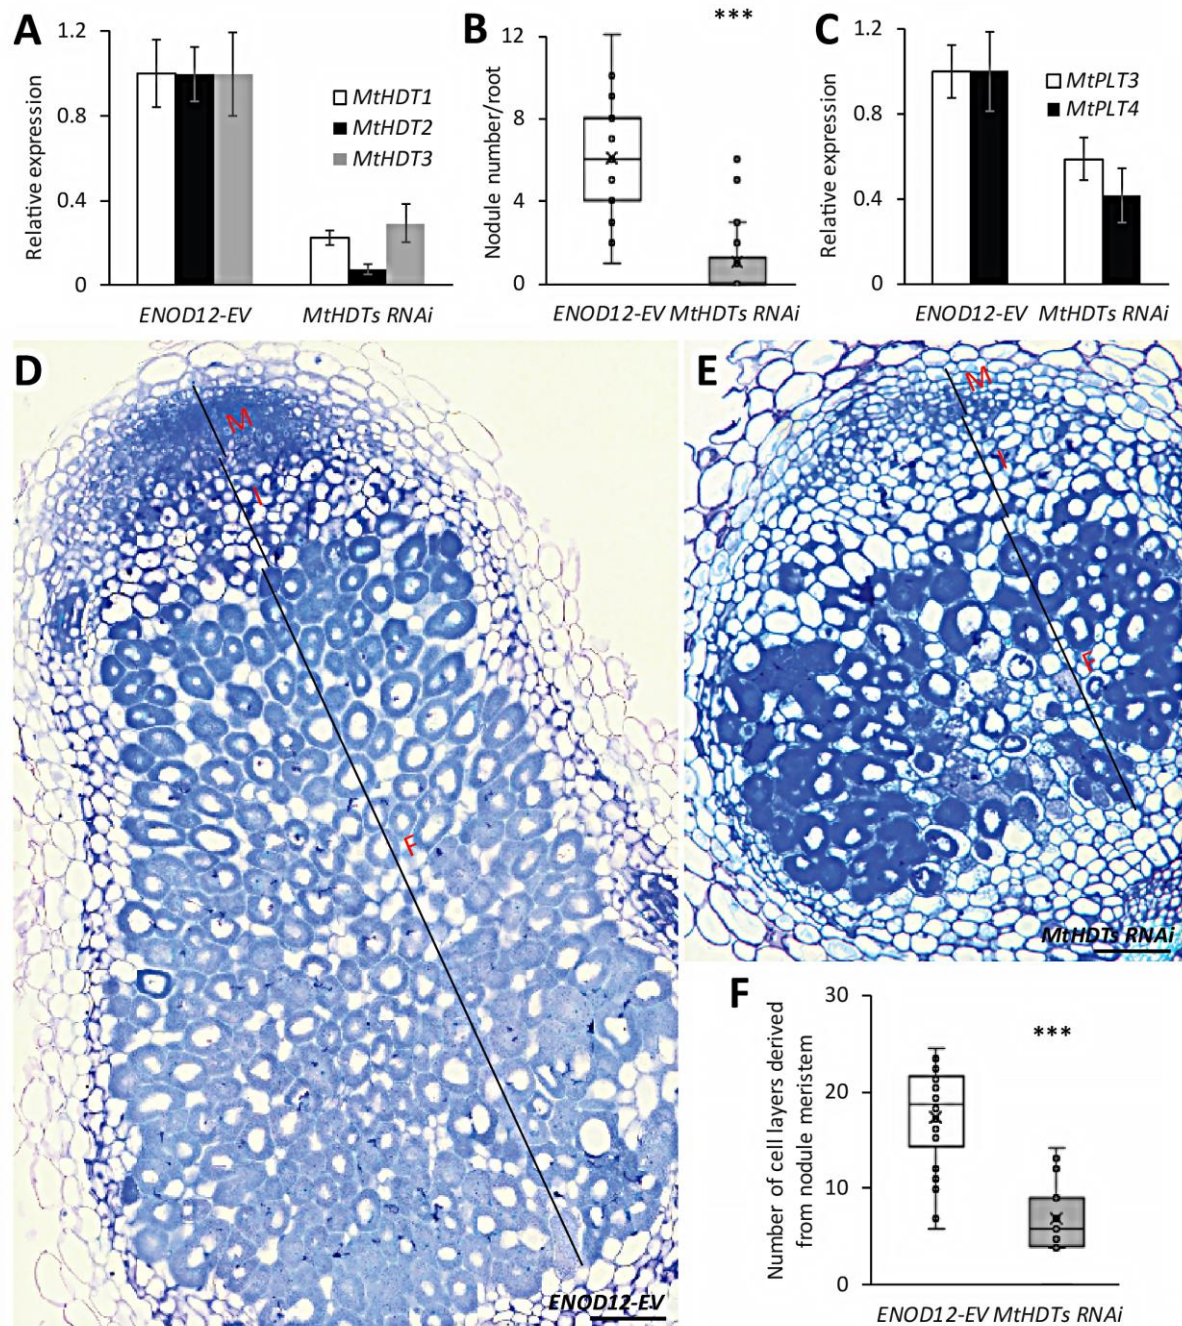 A
Relative expression
1.2
0.8
0.4
0
MtHDT1
MtHDT2
MtHDT3
ENOD12-EV
MtHDTs RNAi
B
***
Nodule number/root
12
8
4
0
ENOD12-EV MtHDTs RNAi
C
Relative expression
1.2
0.8
0.4
0
MtPLT3
MtPLT4
ENOD12-EV
MtHDTs RNAi
D
M
I
F
ENOD12-EV
E
M
I
F
MtHDTs RNAi
F
***
Number of cell layers derived
from nodule meristem
30
20
10
0
ENOD12-EV MtHDTs RNAi